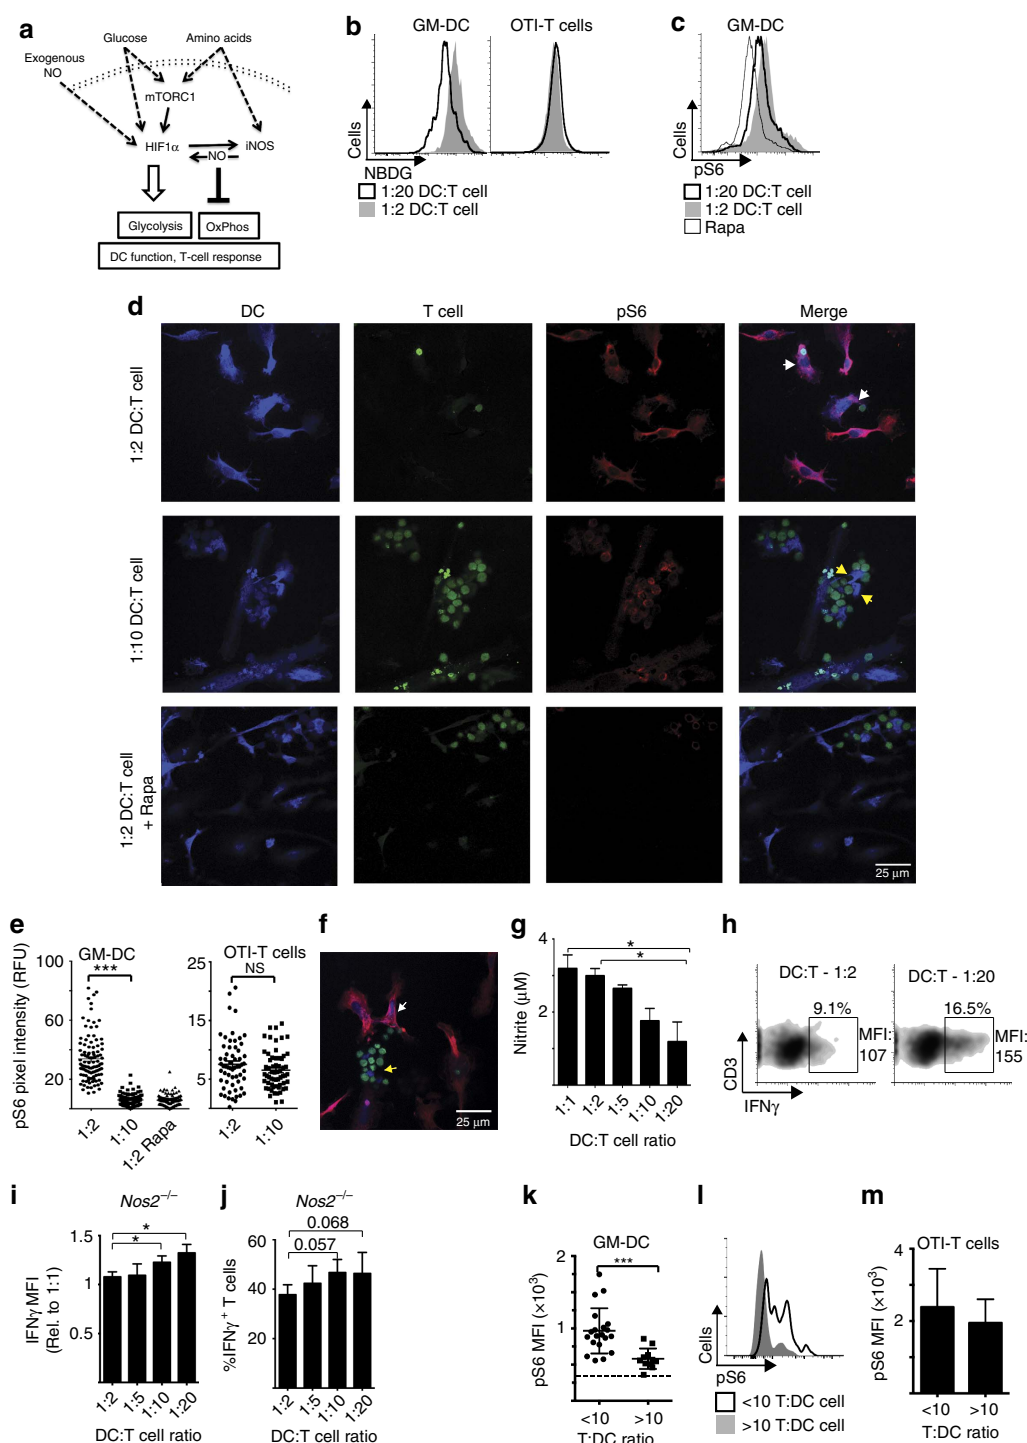 a
Glucose
Amino acids
Exogenous
NO
mTORC1
HIF1α
iNOS
NO
Glycolysis
OxPhos
DC function, T-cell response
b
GM-DC
OTI-T cells
Cells
NBDG
1:20 DC:T cell
1:2 DC:T cell
c
GM-DC
Cells
pS6
1:20 DC:T cell
1:2 DC:T cell
Rapa
d
DC
T cell
pS6
Merge
1:2 DC:T cell
1:10 DC:T cell
1:2 DC:T cell
+ Rapa
25 μm
e
GM-DC
OTI-T cells
pS6 pixel intensity (RFU)
100
60
20
***
1:2
1:10
1:2 Rapa
25
15
5
NS
1:2
1:10
f
25 μm
g
Nitrite (μM)
4
2
*
*
1:1
1:2
1:5
1:10
1:20
DC:T cell ratio
h
DC:T - 1:2
DC:T - 1:20
9.1%
MFI:
107
16.5%
MFI:
155
CD3
IFNγ
i
Nos2–/–
IFNγ MFI
(Rel. to 1:1)
1.5
1
0.5
*
*
1:2
1:5
1:10
1:20
DC:T cell ratio
j
Nos2–/–
%IFNγ+ T cells
60
40
20
0.068
0.057
1:2
1:5
1:10
1:20
DC:T cell ratio
k
GM-DC
pS6 MFI (×10³)
2
1
0
***
<10
>10
T:DC ratio
l
Cells
pS6
<10 T:DC cell
>10 T:DC cell
m
OTI-T cells
pS6 MFI (×10³)
4
2
0
<10
>10
T:DC ratio